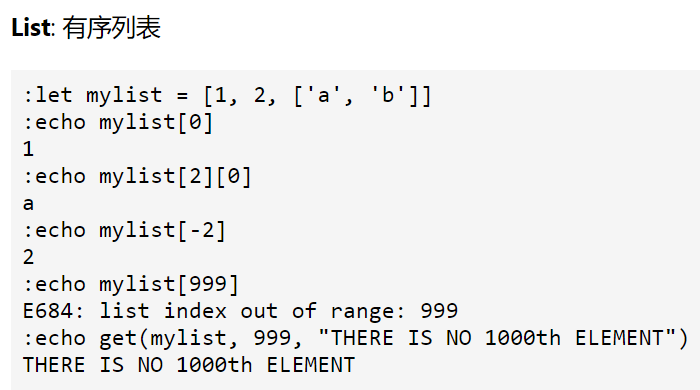 List: 有序列表
:let mylist = [1, 2, ['a', 'b']]
:echo mylist[0]
1
:echo mylist[2][0]
a
:echo mylist[-2]
2
:echo mylist[999]
E684: list index out of range: 999
:echo get(mylist, 999, "THERE IS NO 1000th ELEMENT")
THERE IS NO 1000th ELEMENT